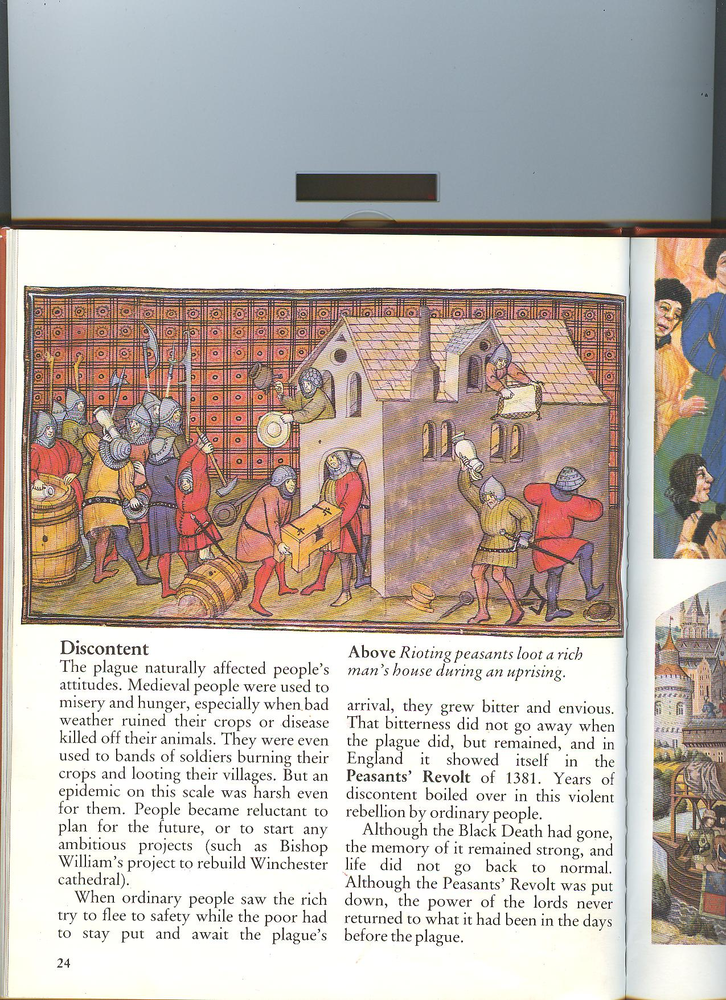 Discontent
The plague naturally affected people's
attitudes. Medieval people were used to
misery and hunger, especially when bad
weather ruined their crops or disease
killed off their animals. They were even
used to bands of soldiers burning their
crops and looting their villages. But an
epidemic on this scale was harsh even
for them. People became reluctant to
plan for the future, or to start any
ambitious projects (such as Bishop
William's project to rebuild Winchester
cathedral).
When ordinary people saw the rich
try to flee to safety while the poor had
to stay put and await the plague's
Above Rioting peasants loot a rich
man's house during an uprising.
arrival, they grew bitter and envious.
That bitterness did not go away when
the plague did, but remained, and in
England it showed itself in the
Peasants' Revolt of 1381. Years of
discontent boiled over in this violent
rebellion by ordinary people.
Although the Black Death had gone,
the memory of it remained strong, and
life did not go back to normal.
Although the Peasants' Revolt was put
down, the power of the lords never
returned to what it had been in the days
before the plague.
24